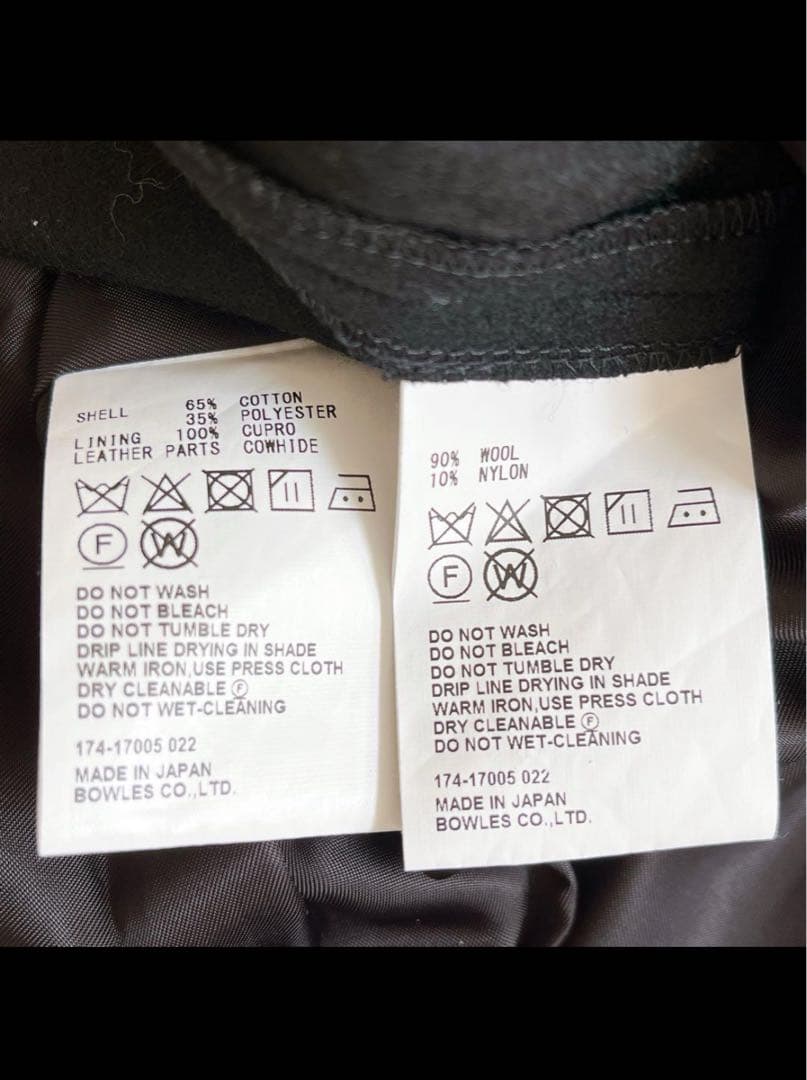 SHELL 65% COTTON
35% POLYESTER
LINING 100% CUPRO
LEATHER PARTS COWHIDE
F W
DO NOT WASH
DO NOT BLEACH
DO NOT TUMBLE DRY
DRIP LINE DRYING IN SHADE
WARM IRON,USE PRESS CLOTH
DRY CLEANABLE Ⓕ
DO NOT WET-CLEANING
174-17005 022
MADE IN JAPAN
BOWLES CO.,LTD.
90% WOOL
10% NYLON
F W
DO NOT WASH
DO NOT BLEACH
DO NOT TUMBLE DRY
DRIP LINE DRYING IN SHADE
WARM IRON,USE PRESS CLOTH
DRY CLEANABLE Ⓕ
DO NOT WET-CLEANING
174-17005 022
MADE IN JAPAN
BOWLES CO.,LTD.